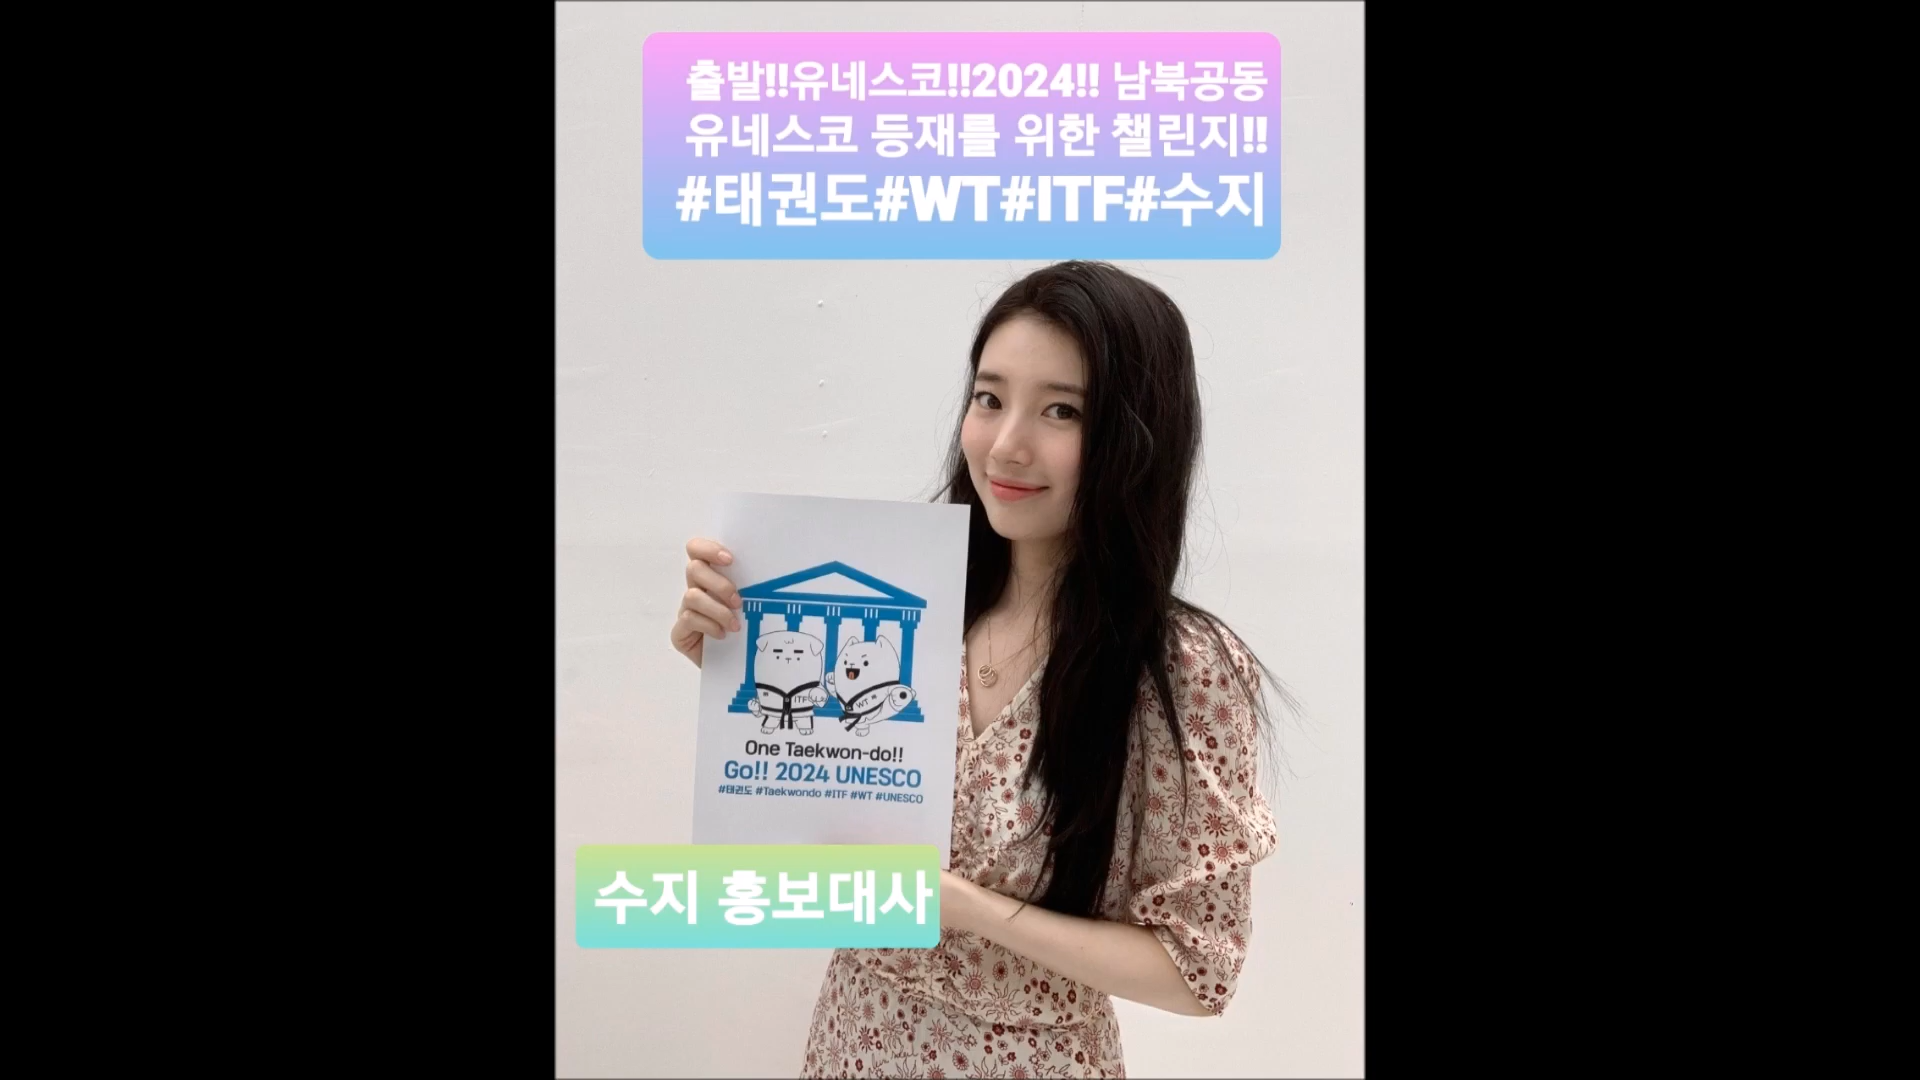 출발!!유네스코!!2024!! 남북공동
유네스코 등재를 위한 챌린지!!
#태권도#WT#ITF#수지
ITF
WT
One Taekwon-do!!
Go!! 2024 UNESCO
#태권도 #Taekwondo #ITF #WT #UNESCO
수지 홍보대사